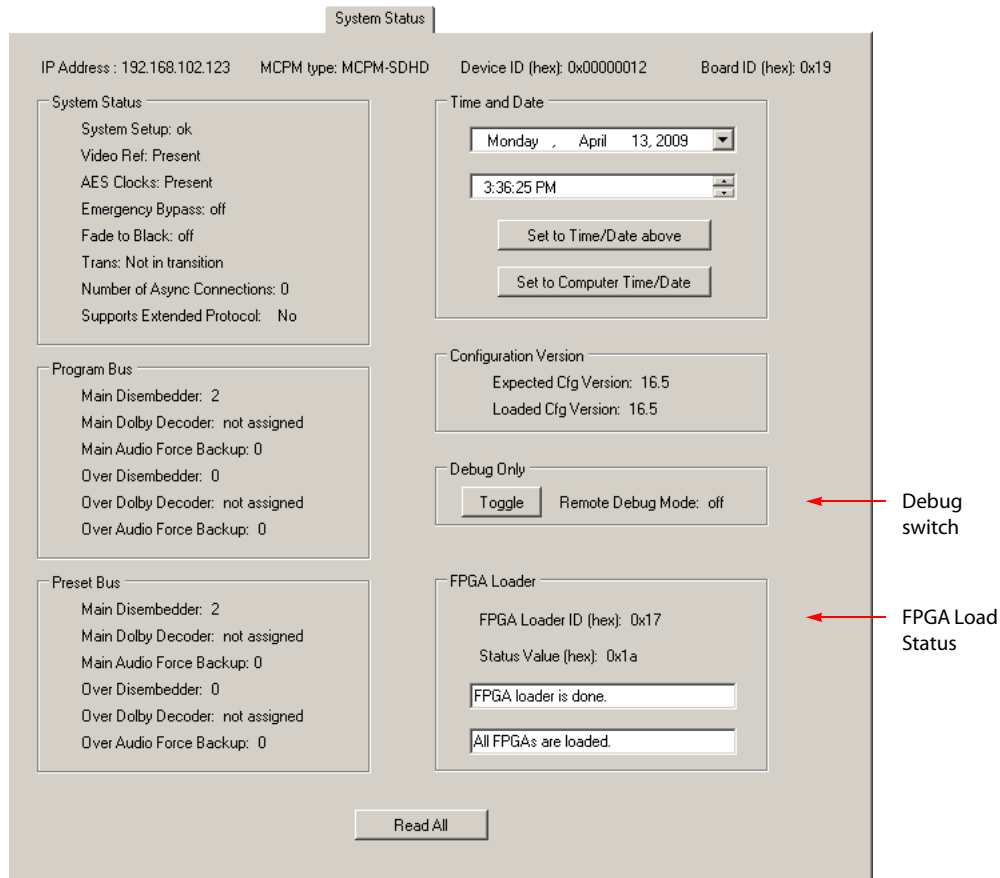 System Status
IP Address : 192.168.102.123 MCPM type: MCPM-SDHD Device ID (hex): 0x00000012 Board ID (hex): 0x19
System Status
System Setup: ok
Video Ref: Present
AES Clocks: Present
Emergency Bypass: off
Fade to Black: off
Trans: Not in transition
Number of Async Connections: 0
Supports Extended Protocol: No
Program Bus
Main Disembedder: 2
Main Dolby Decoder: not assigned
Main Audio Force Backup: 0
Over Disembedder: 0
Over Dolby Decoder: not assigned
Over Audio Force Backup: 0
Preset Bus
Main Disembedder: 2
Main Dolby Decoder: not assigned
Main Audio Force Backup: 0
Over Disembedder: 0
Over Dolby Decoder: not assigned
Over Audio Force Backup: 0
Time and Date
Monday , April 13, 2009
3:36:25 PM
Set to Time/Date above
Set to Computer Time/Date
Configuration Version
Expected Cfg Version: 16.5
Loaded Cfg Version: 16.5
Debug Only
Toggle Remote Debug Mode: off
FPGA Loader
FPGA Loader ID (hex): 0x17
Status Value (hex): 0x1a
FPGA loader is done.
All FPGAs are loaded.
Read All
Debug
switch
FPGA Load
Status